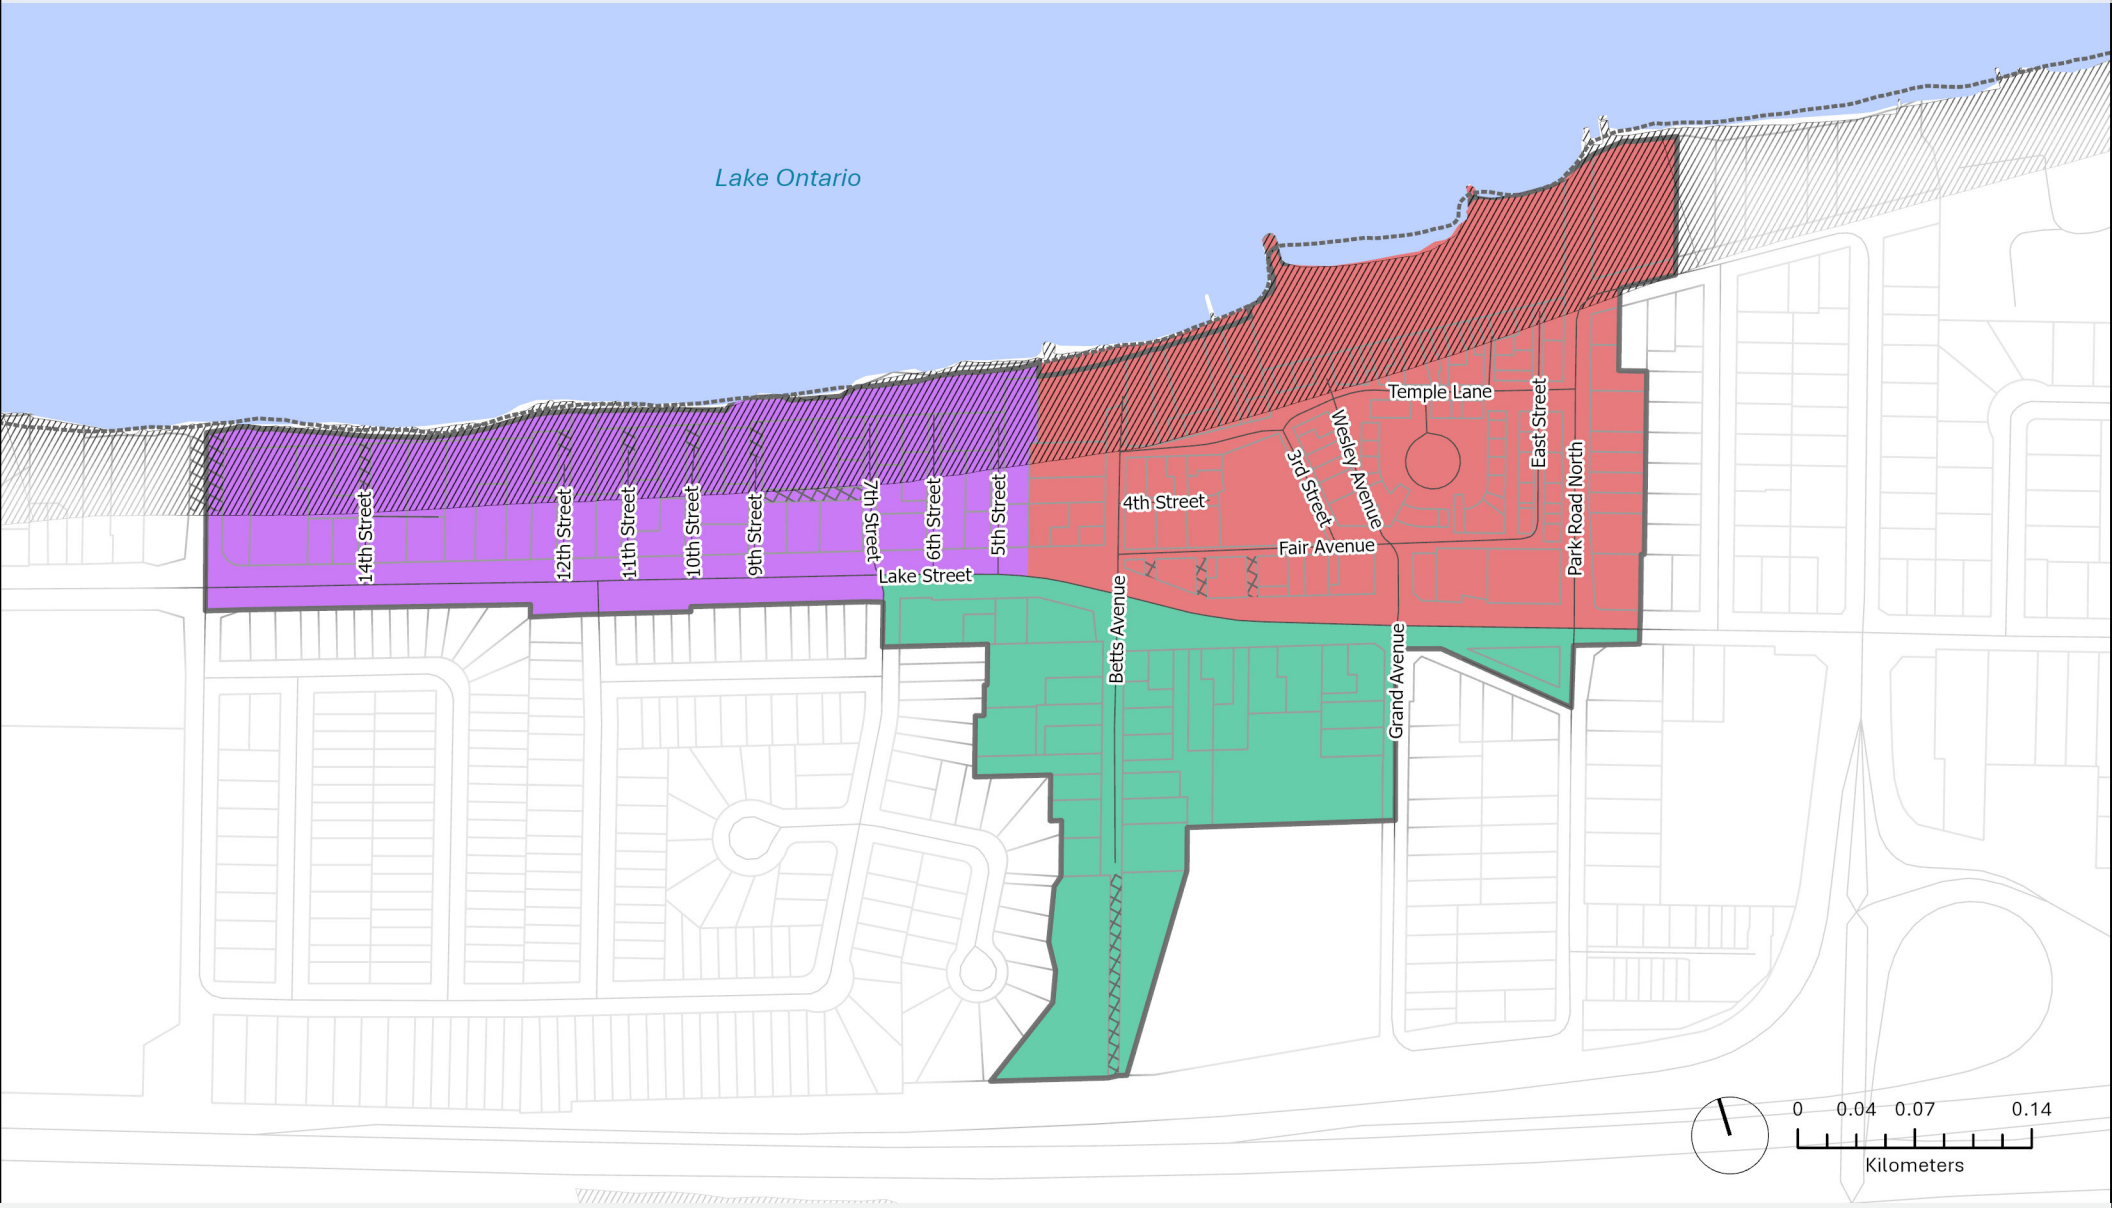 Lake Ontario
Temple Lane
East Street
Wesley Avenue
Park Road North
3rd Street
4th Street
14th Street
12th Street
11th Street
10th Street
9th Street
7th Street
6th Street
5th Street
Fair Avenue
Lake Street
Betts Avenue
Grand Avenue
0 0.04 0.07 0.14
Kilometers